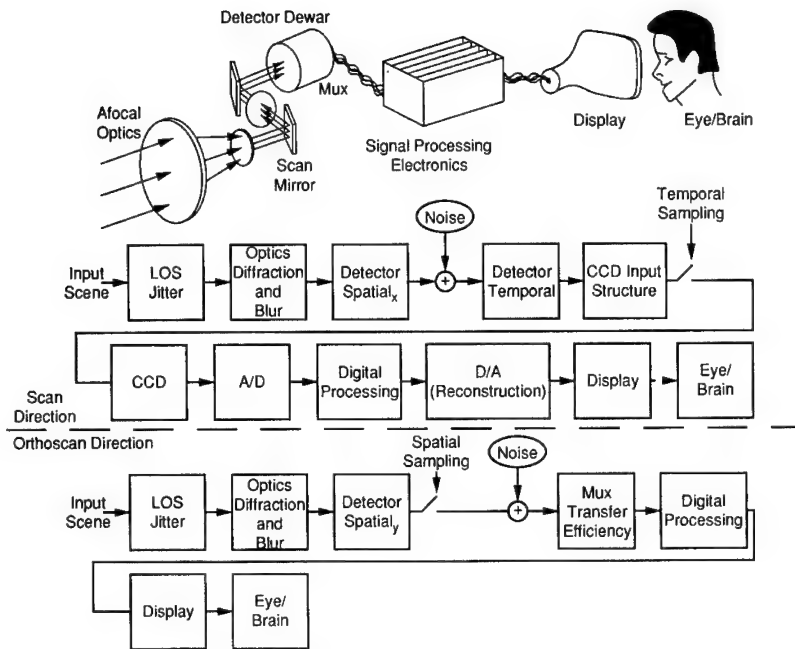 Detector Dewar
Display
Mux
Afocal
Optics
Scan
Mirror
Signal Processing
Electronics
Display
Eye/Brain
Noise
Temporal
Sampling
Input
Scene
LOS
Jitter
Optics
Diffraction
and
Blur
Detector
Spatialx
+
Detector
Temporal
CCD Input
Structure
CCD
A/D
Digital
Processing
D/A
(Reconstruction)
Display
Eye/
Brain
Scan
Direction
Orthoscan Direction
Spatial
Sampling
Noise
Input
Scene
LOS
Jitter
Optics
Diffraction
and
Blur
Detector
Spatialy
+
Mux
Transfer
Efficiency
Digital
Processing
Display
Eye/
Brain